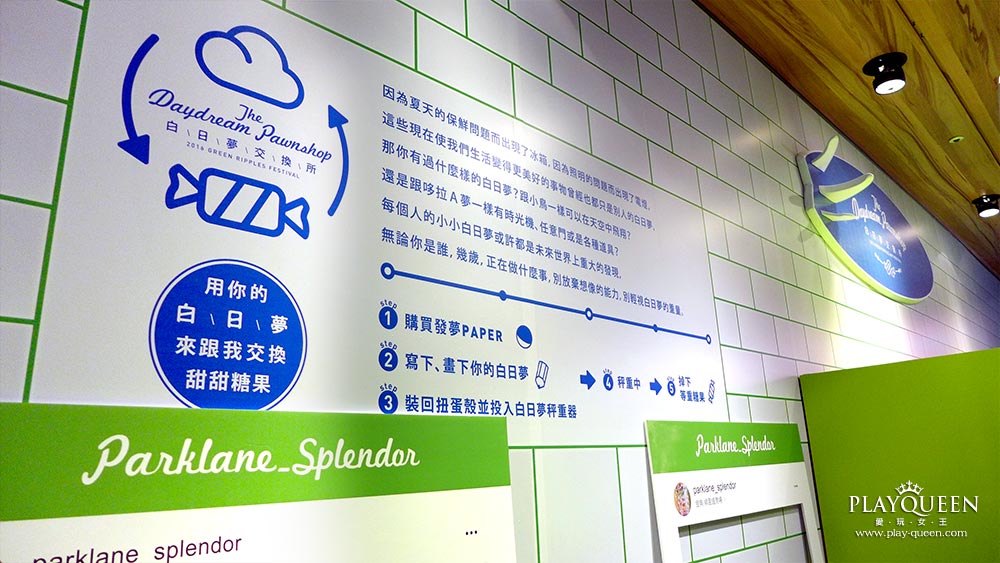 The
Daydream Pawnshop
白\日\夢\交\換\所
2016 GREEN RIPPLES FESTIVAL
用你的
白\日\夢
來跟我交換
甜甜糖果
因為夏天的保鮮問題而出現了冰箱,因為照明的問題而出現了電燈,
這些現在使我們生活變得更美好的事物曾經也都只是別人的白日夢,
那你有過什麼樣的白日夢?跟小鳥一樣可以在天空中飛翔?
還是跟哆拉A夢一樣有時光機、任意門或是各種道具?
每個人的小小白日夢或許都是未來世界上重大的發現,
無論你是誰,幾歲,正在做什麼事,別放棄想像的能力,別輕視白日夢的重量.
step
1 購買發夢PAPER
step
2 寫下、畫下你的白日夢
step
3 裝回扭蛋殼並投入白日夢秤重器
step
4 秤重中
step
5 掉下
等重糖果
The
Daydream Pawnshop
Parklane_Splendor
parklane_splendor
...
Parklane_Splendor
parklane_splendor
PLAYQUEEN
愛·玩·女·王
www.play-queen.com